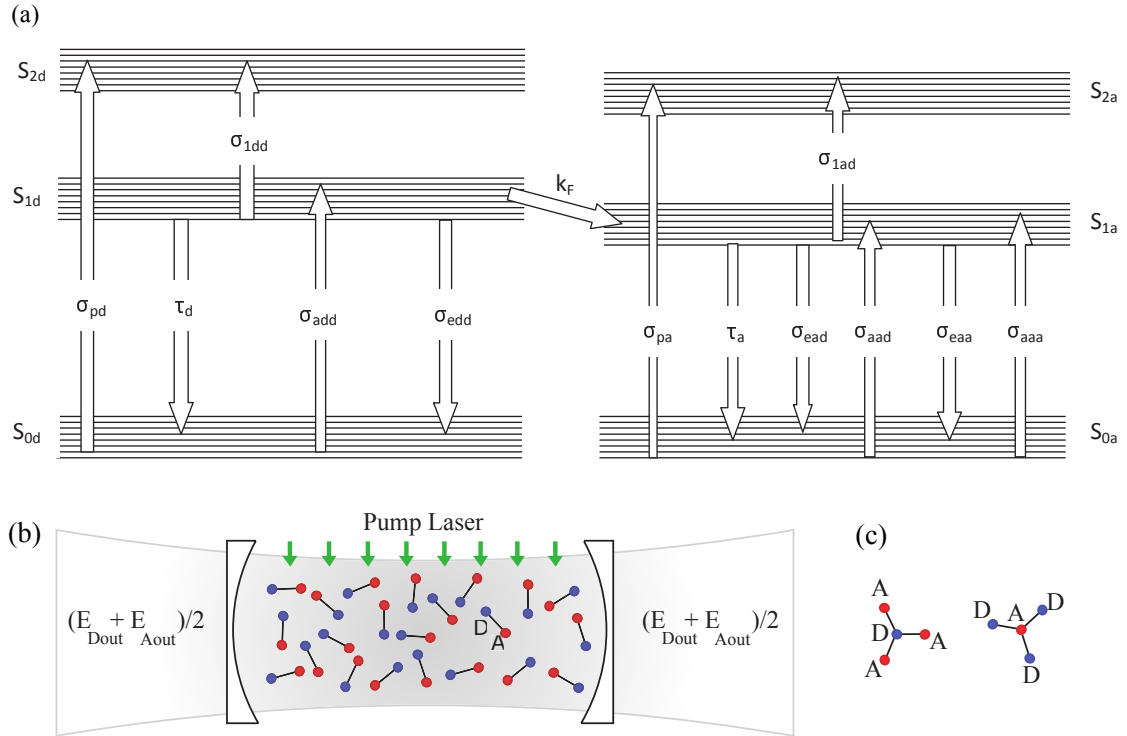 (a)
S2d
S2a
σ1dd
σ1ad
S1d
kF
S1a
σpd
τd
σadd
σedd
σpa
τa
σead
σaad
σeaa
σaaa
S0d
S0a
(b)
Pump Laser
(c)
(EDout + EAout)/2
D
A
(EDout + EAout)/2
A
D
A
A
D
A
D
D